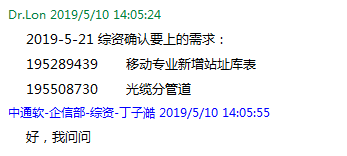 Dr.Lon 2019/5/10 14:05:24
2019-5-21 综资确认要上的需求：
195289439 移动专业新增站址库表
195508730 光缆分管道
中通软-企信部-综资-丁子澔 2019/5/10 14:05:55
好，我问问